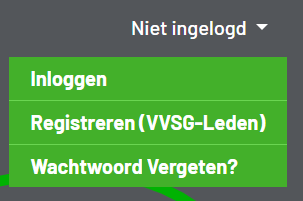 Niet ingelogd
Inloggen
Registreren (VVSG-Leden)
Wachtwoord Vergeten?